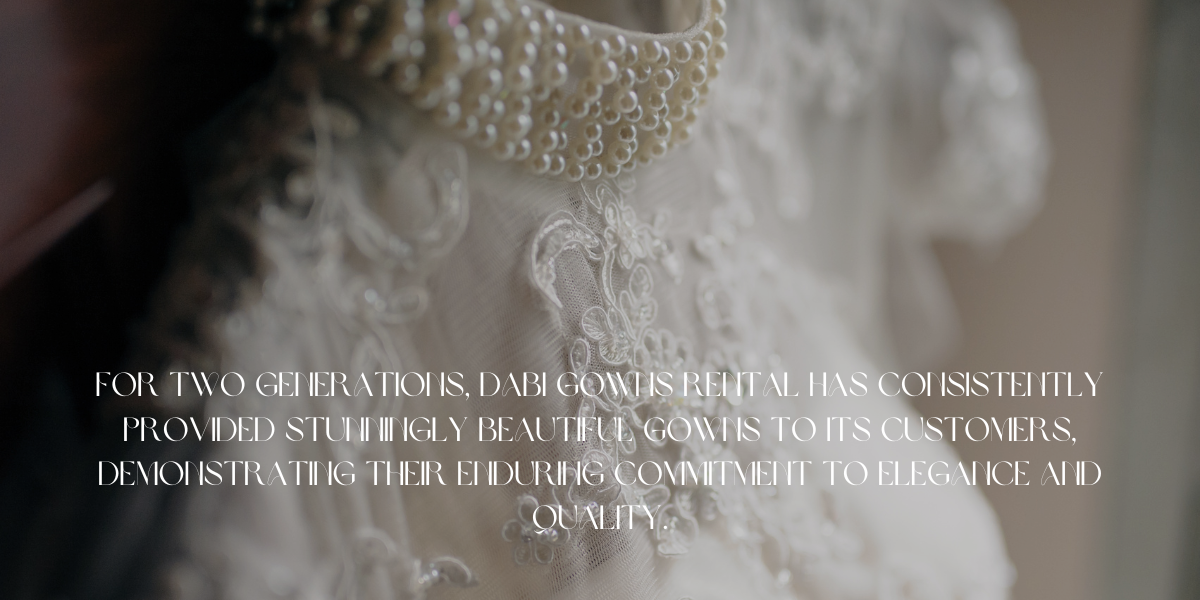 FOR TWO GENERATIONS, DABI GOWNS RENTAL HAS CONSISTENTLY
PROVIDED STUNNINGLY BEAUTIFUL GOWNS TO ITS CUSTOMERS,
DEMONSTRATING THEIR ENDURING COMMITMENT TO ELEGANCE AND
QUALITY.